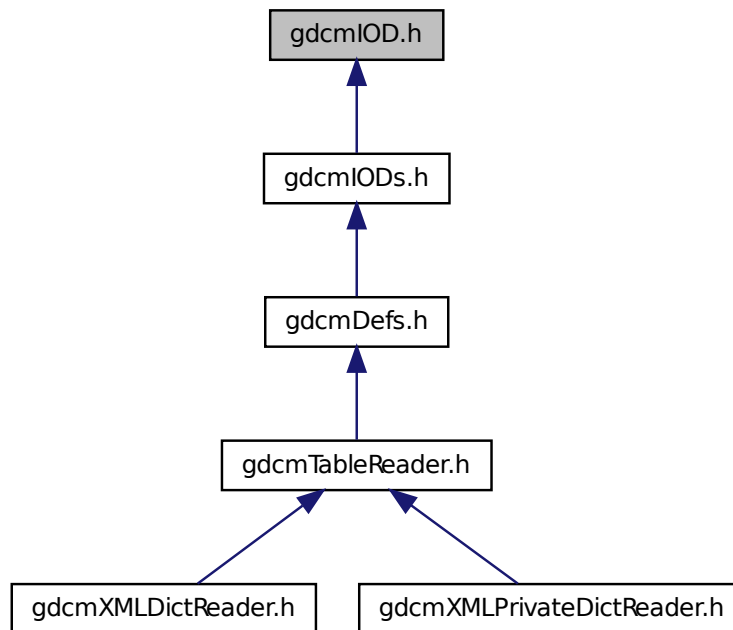 gdcmIOD.h
gdcmIODs.h
gdcmDefs.h
gdcmTableReader.h
gdcmXMLDictReader.h
gdcmXMLPrivateDictReader.h